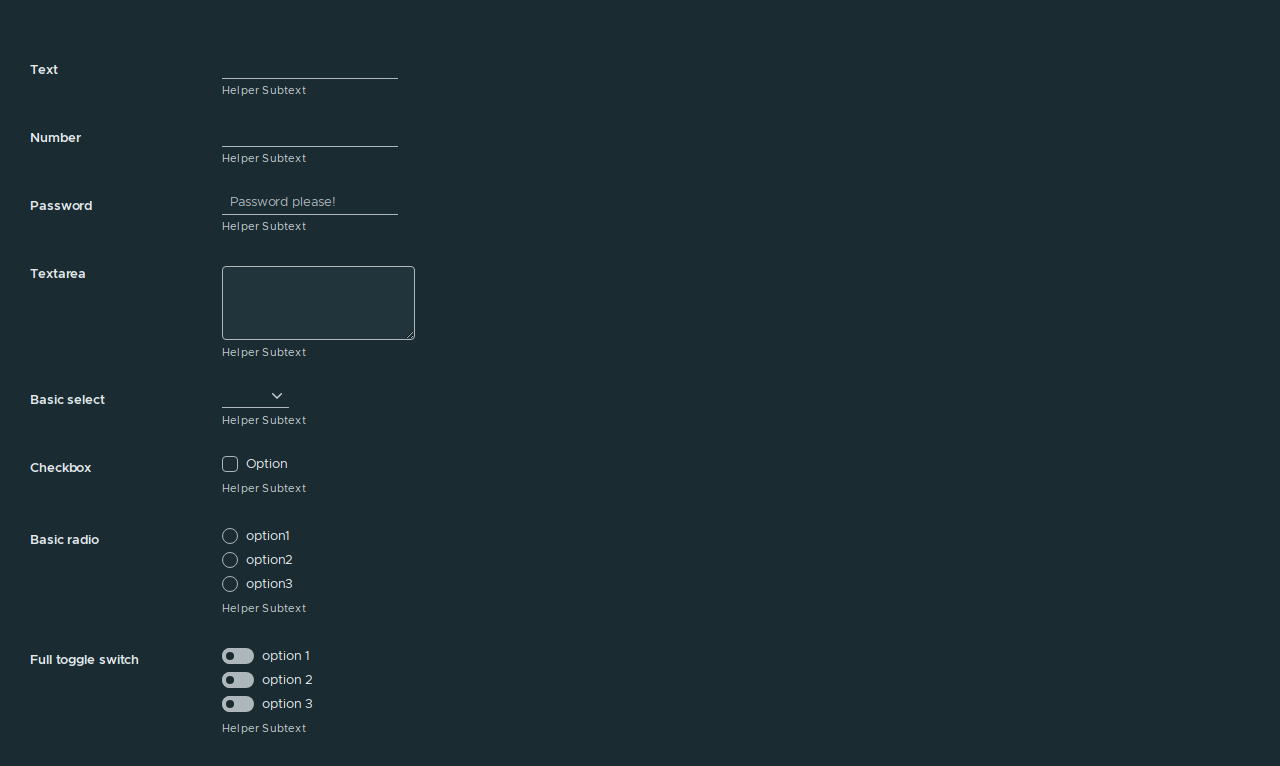 Text
Helper Subtext
Number
Helper Subtext
Password
Password please!
Helper Subtext
Textarea
Helper Subtext
Basic select
Helper Subtext
Checkbox
Option
Helper Subtext
Basic radio
option1
option2
option3
Helper Subtext
Full toggle switch
option 1
option 2
option 3
Helper Subtext